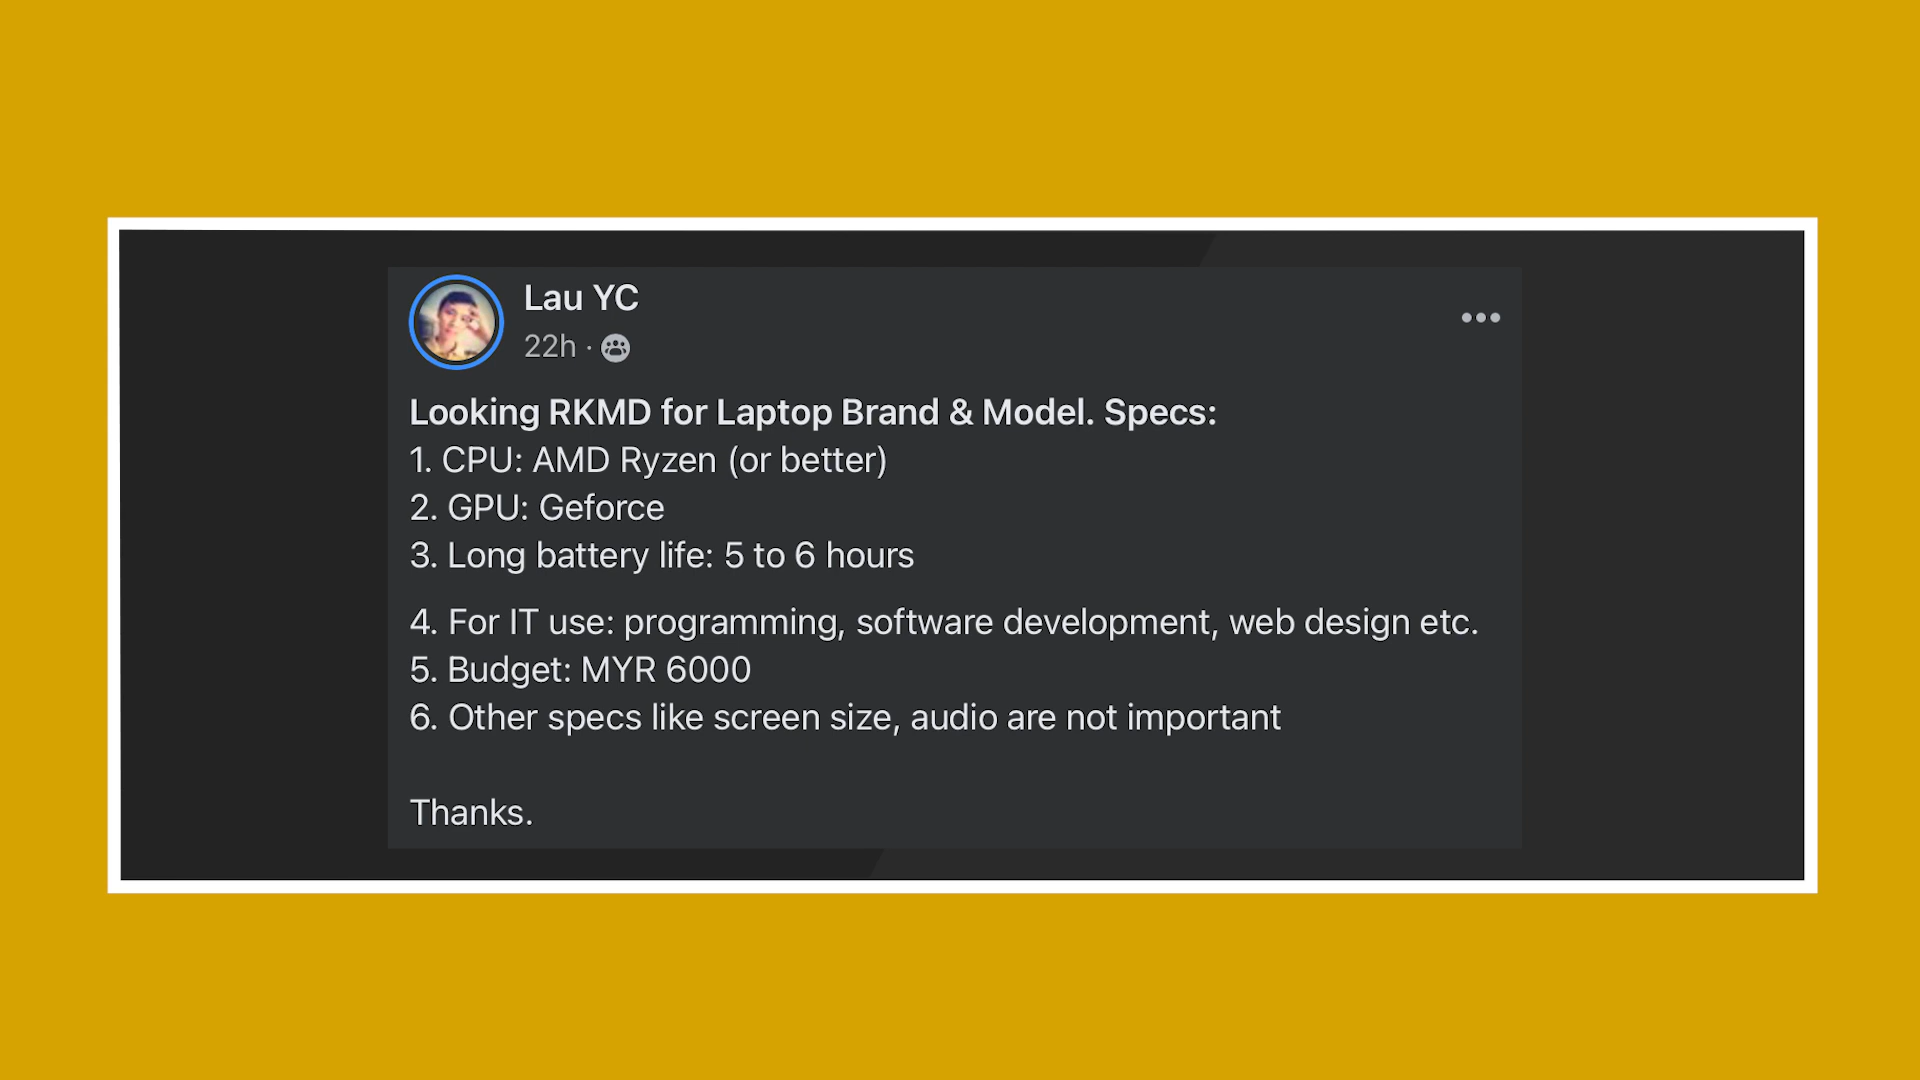 Lau YC
22h ·
Looking RKMD for Laptop Brand & Model. Specs:
1. CPU: AMD Ryzen (or better)
2. GPU: Geforce
3. Long battery life: 5 to 6 hours
4. For IT use: programming, software development, web design etc.
5. Budget: MYR 6000
6. Other specs like screen size, audio are not important
Thanks.